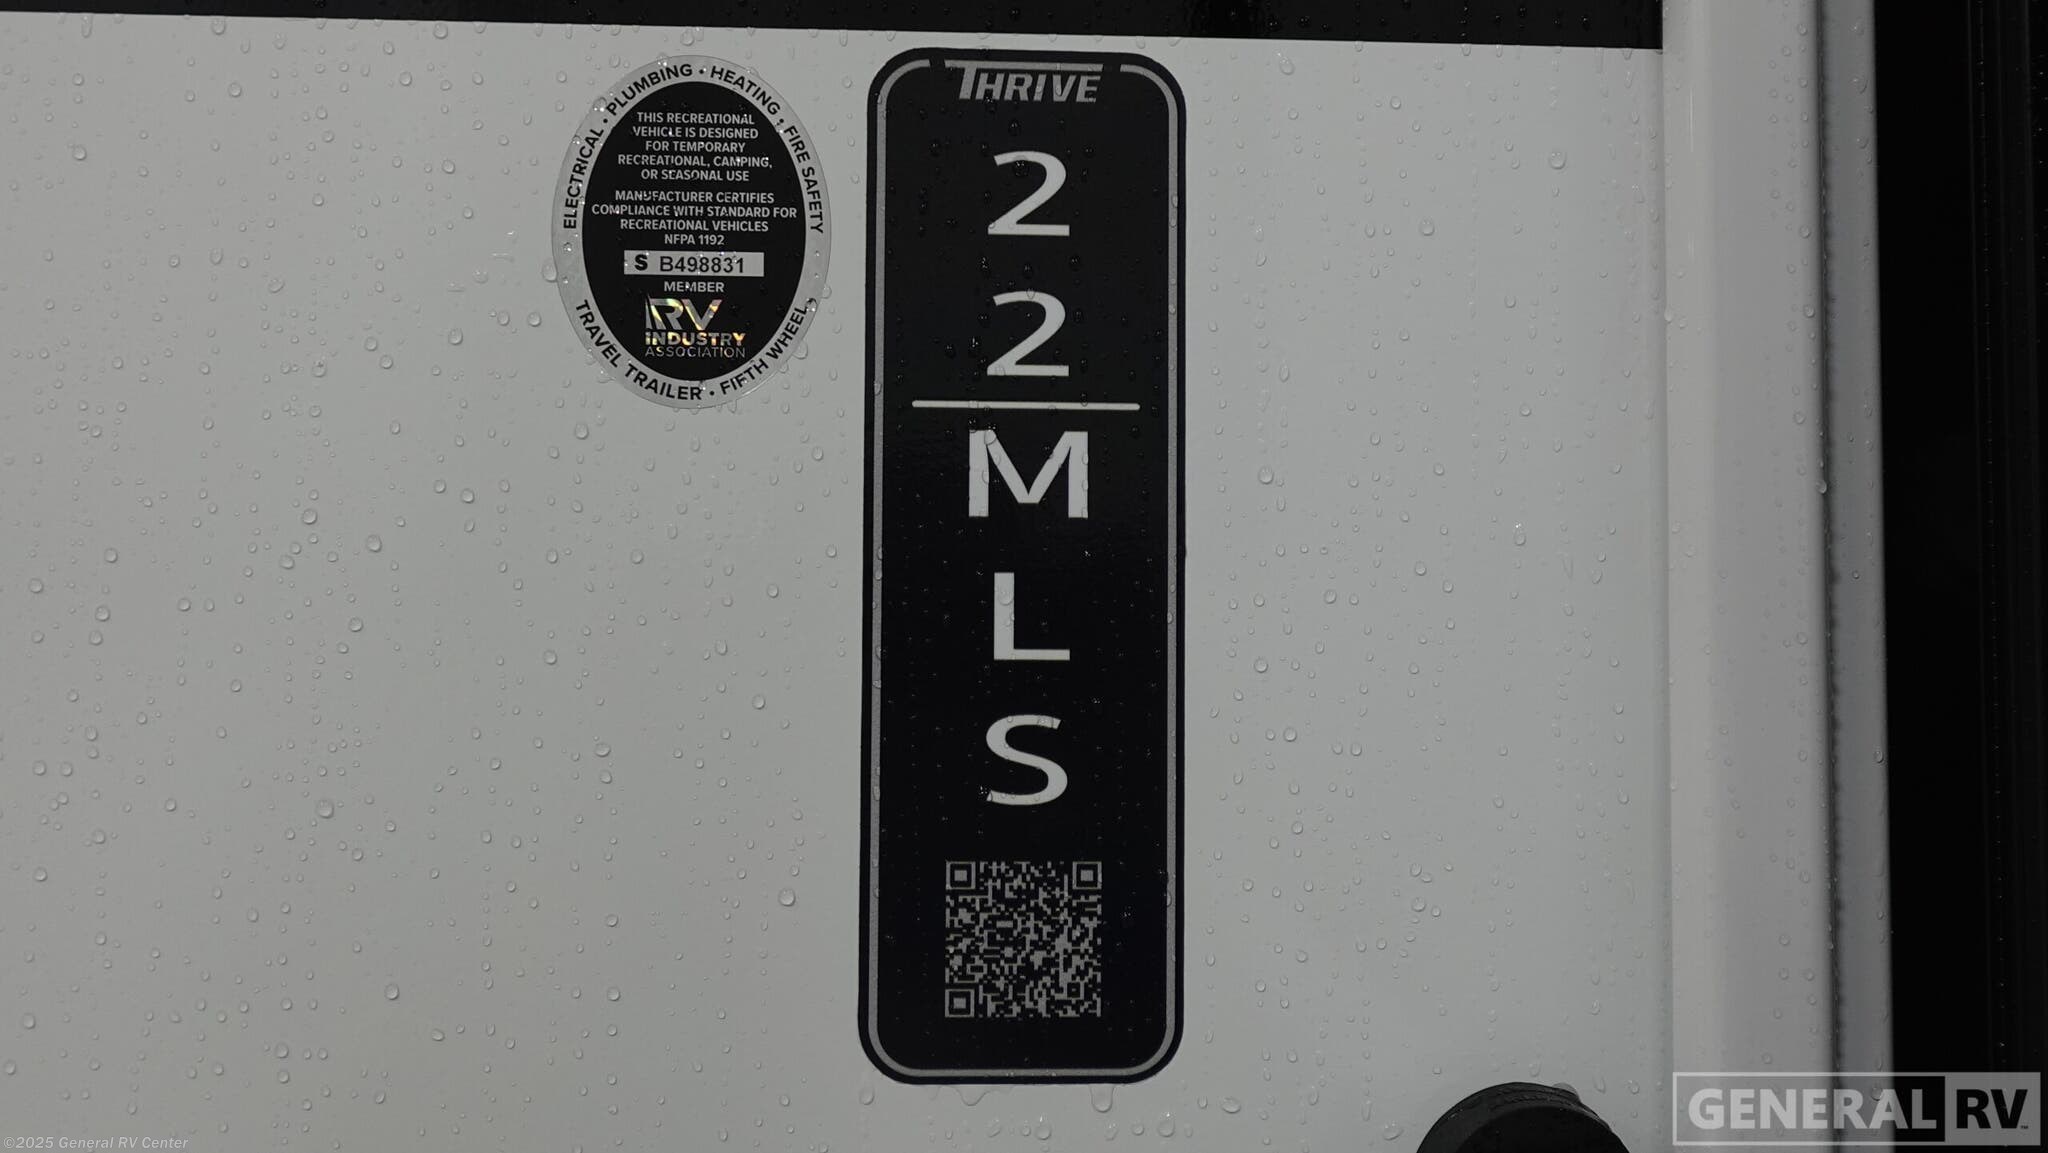 ELECTRICAL • PLUMBING • HEATING • FIRE SAFETY
THIS RECREATIONAL
VEHICLE IS DESIGNED
FOR TEMPORARY
RECREATIONAL, CAMPING,
OR SEASONAL USE
MANUFACTURER CERTIFIES
COMPLIANCE WITH STANDARD FOR
RECREATIONAL VEHICLES
NFPA 1192
S B498831
MEMBER
RV
INDUSTRY
ASSOCIATION
TRAVEL TRAILER • FIFTH WHEEL
THRIVE
2
2
M
L
S
GENERAL RV™
©2025 General RV Center